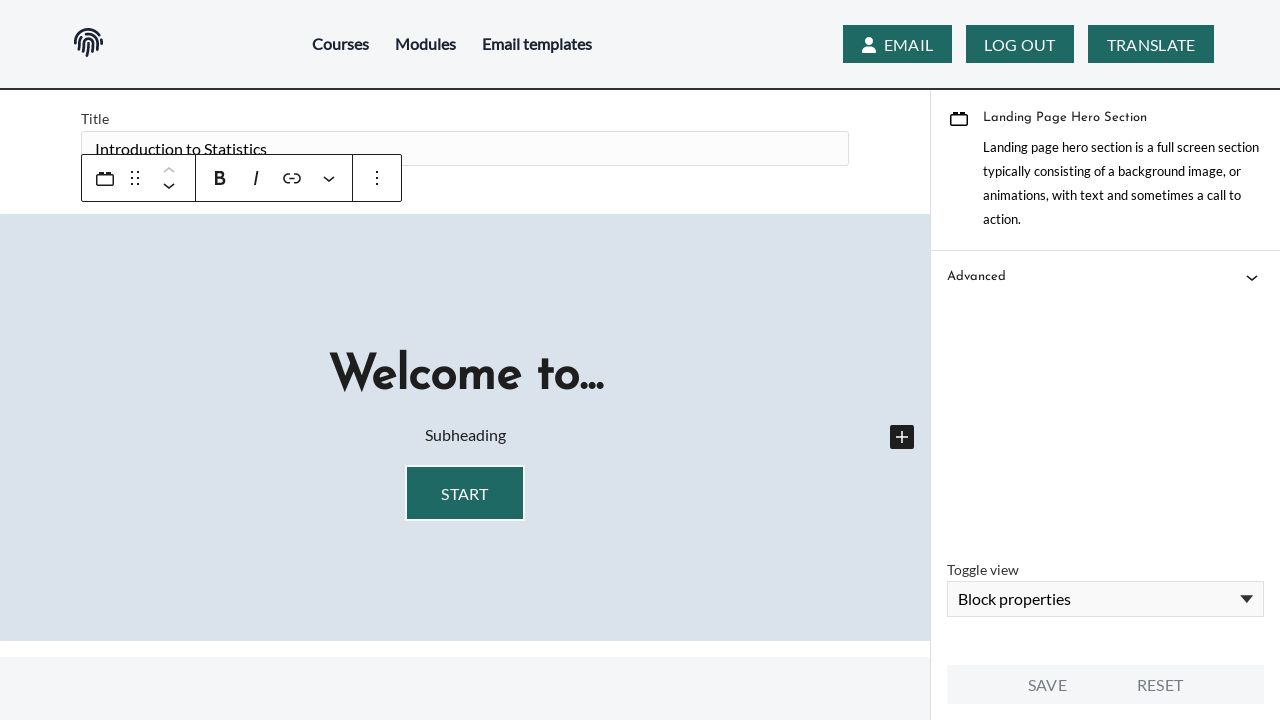 Courses
Modules
Email templates
EMAIL
LOG OUT
TRANSLATE
Title
Introduction to Statistics
B
I
Welcome to...
Subheading
START
Landing Page Hero Section
Landing page hero section is a full screen section
typically consisting of a background image, or
animations, with text and sometimes a call to
action.
Advanced
Toggle view
Block properties
SAVE
RESET